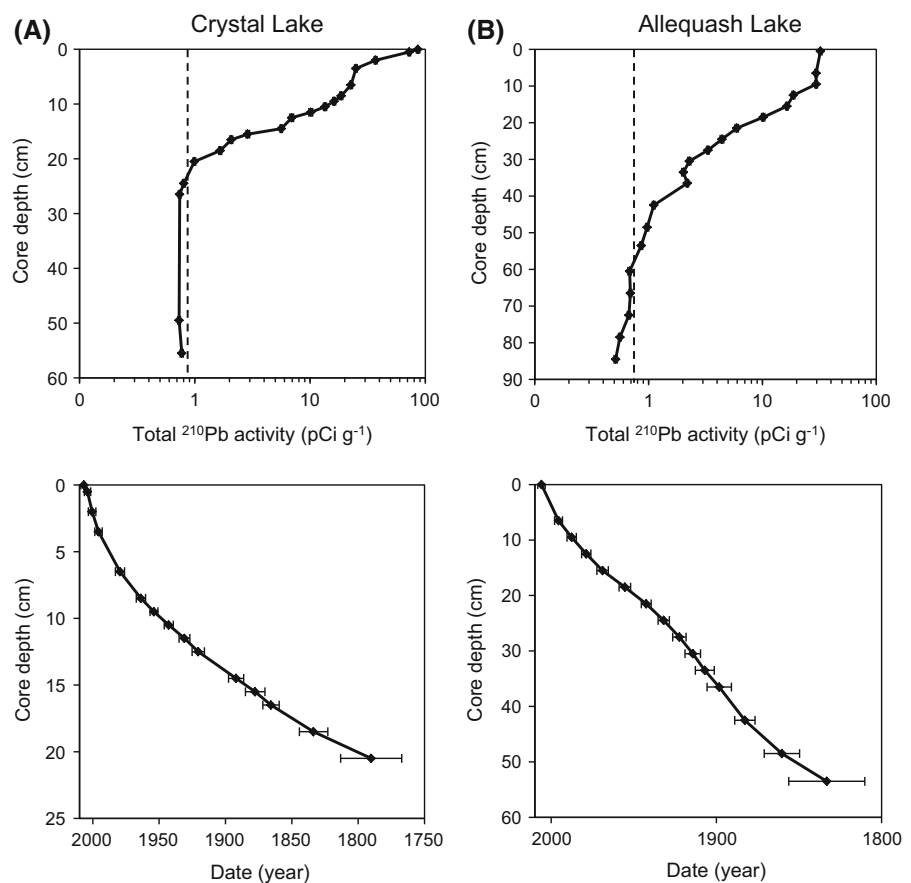 (A) Crystal Lake
0
10
20
30
40
50
60
Core depth (cm)
0 1 10 100
Total ²¹⁰Pb activity (pCi g⁻¹)
(B) Allequash Lake
0
10
20
30
40
50
60
70
80
90
Core depth (cm)
0 1 10 100
Total ²¹⁰Pb activity (pCi g⁻¹)
0
5
10
15
20
25
Core depth (cm)
2000 1950 1900 1850 1800 1750
Date (year)
0
10
20
30
40
50
60
Core depth (cm)
2000 1900 1800
Date (year)